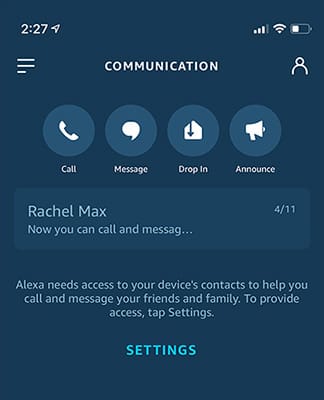 2:27
COMMUNICATION
Call Message Drop In Announce
Rachel Max 4/11
Now you can call and messag...
Alexa needs access to your device's contacts to help you
call and message your friends and family. To provide
access, tap Settings.
SETTINGS